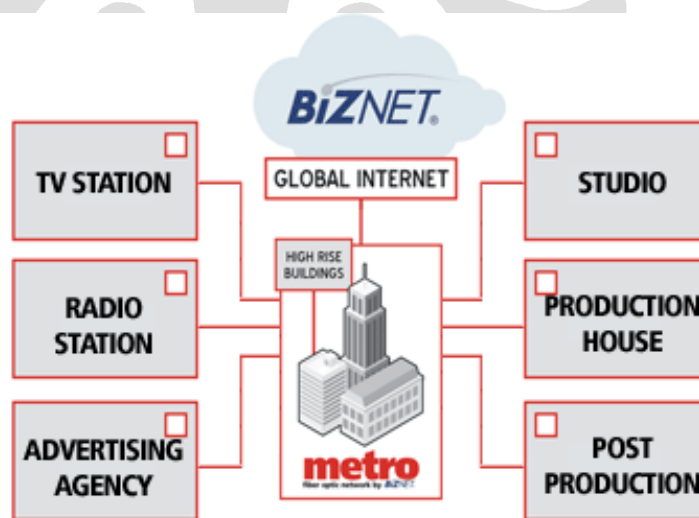 BiZNET.
GLOBAL INTERNET
TV STATION
STUDIO
HIGH RISE
BUILDINGS
RADIO
STATION
PRODUCTION
HOUSE
ADVERTISING
AGENCY
POST
PRODUCTION
metro
fiber optic network by BiZNET